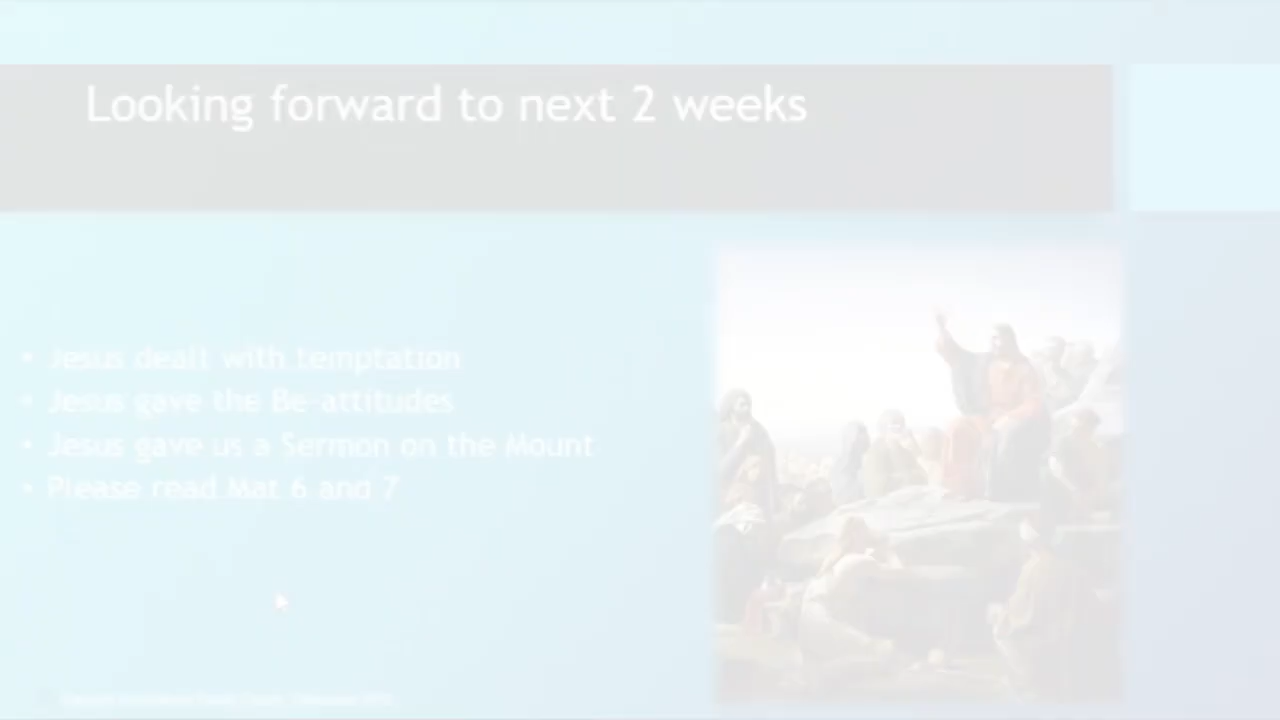 Looking forward to next 2 weeks
• Jesus dealt with temptation
• Jesus gave the Be-attitudes
• Jesus gave us a Sermon on the Mount
• Please read Mat 6 and 7